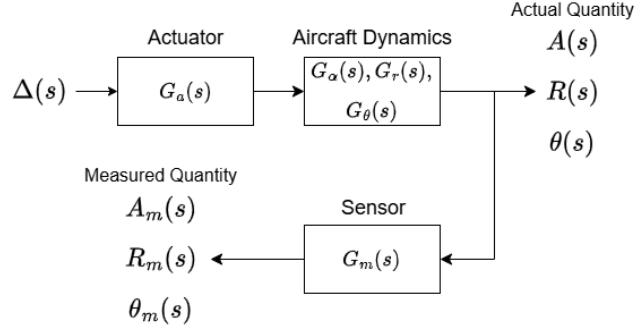 Actual Quantity
Actuator
Aircraft Dynamics
A(s)
Δ(s)
G_a(s)
G_α(s), G_r(s),
G_θ(s)
R(s)
θ(s)
Measured Quantity
A_m(s)
Sensor
R_m(s)
G_m(s)
θ_m(s)